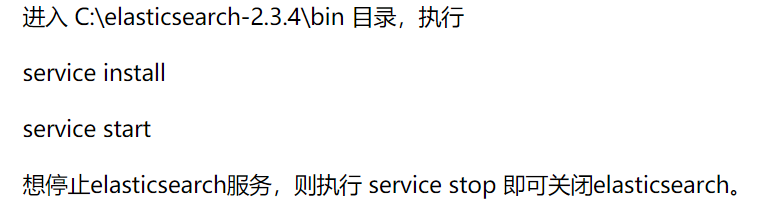 进入 C:\elasticsearch-2.3.4\bin 目录，执行
service install
service start
想停止elasticsearch服务，则执行 service stop 即可关闭elasticsearch。